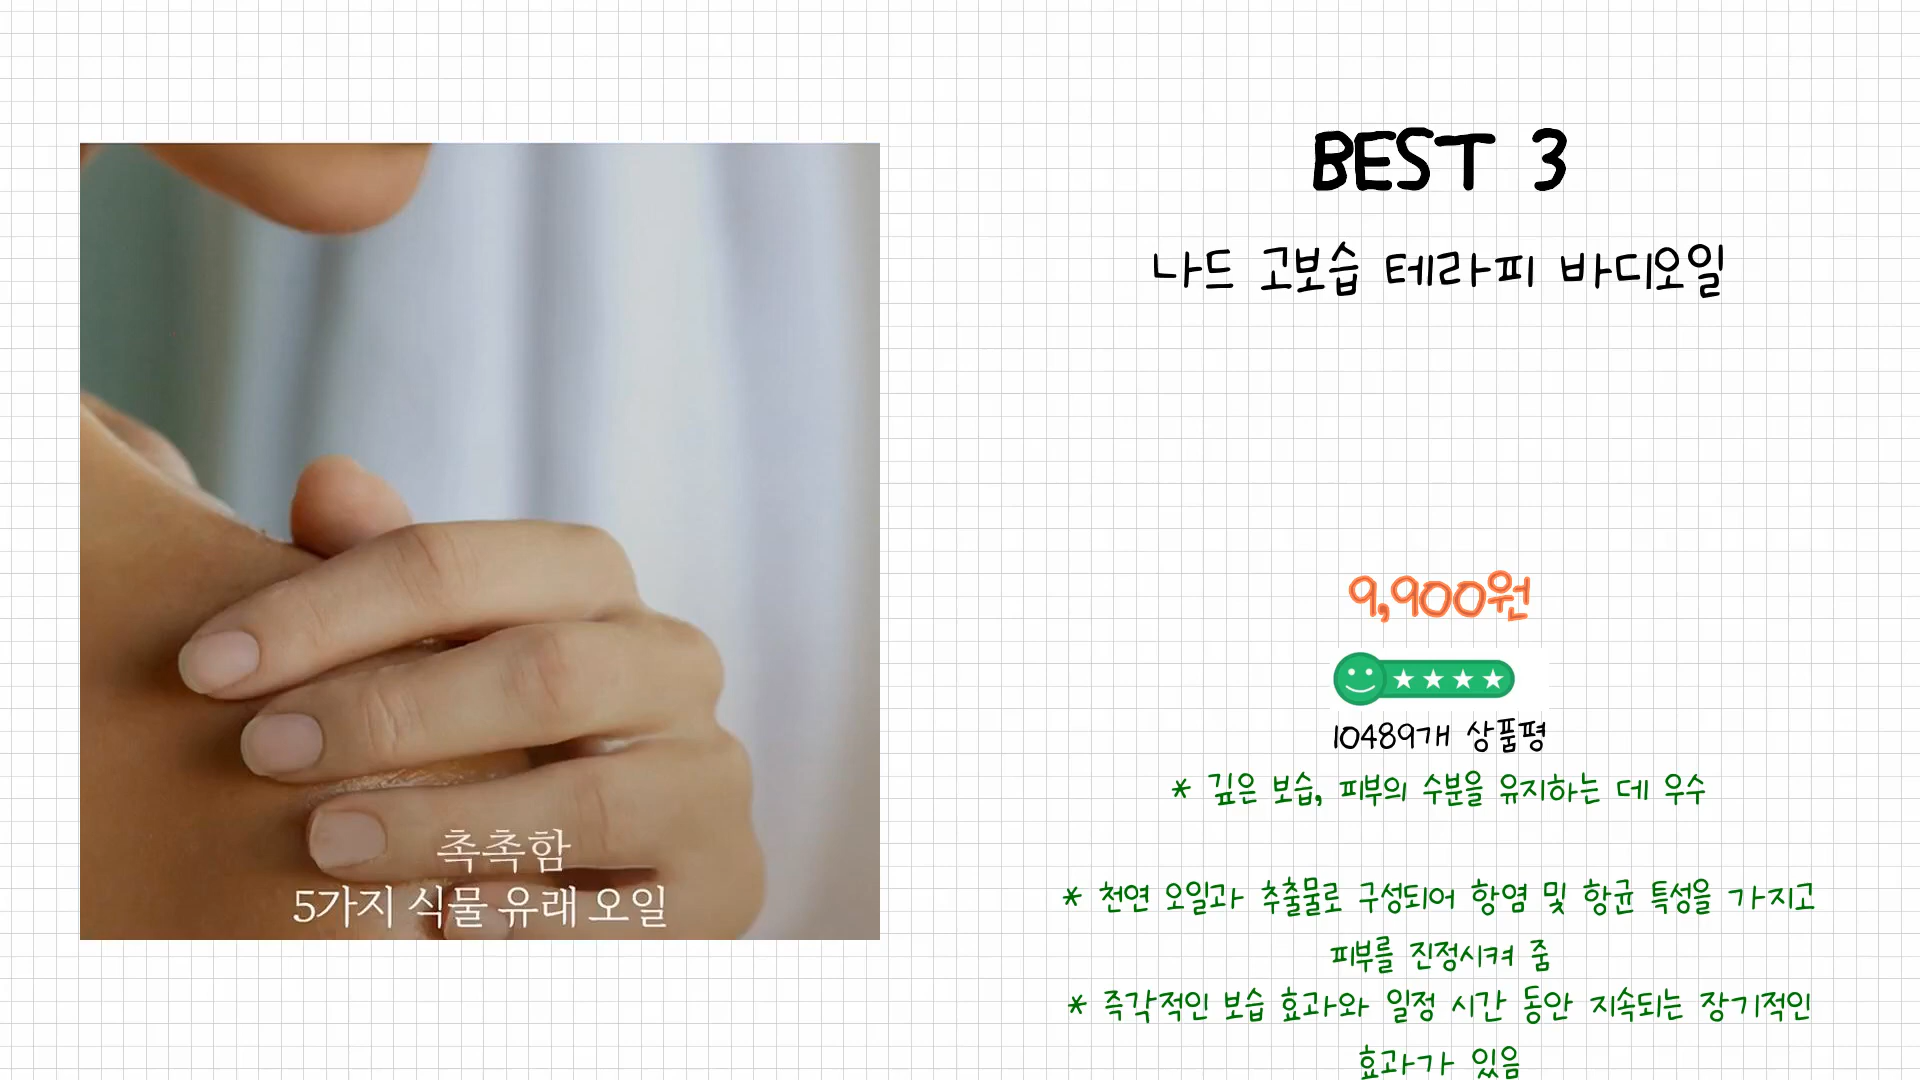 BEST 3
나드 고보습 테라피 바디오일
9,900원
10489개 상품평
* 깊은 보습, 피부의 수분을 유지하는 데 우수
* 천연 오일과 추출물로 구성되어 항염 및 항균 특성을 가지고
피부를 진정시켜 줌
* 즉각적인 보습 효과와 일정 시간 동안 지속되는 장기적인
효과가 있음
촉촉함
5가지 식물 유래 오일